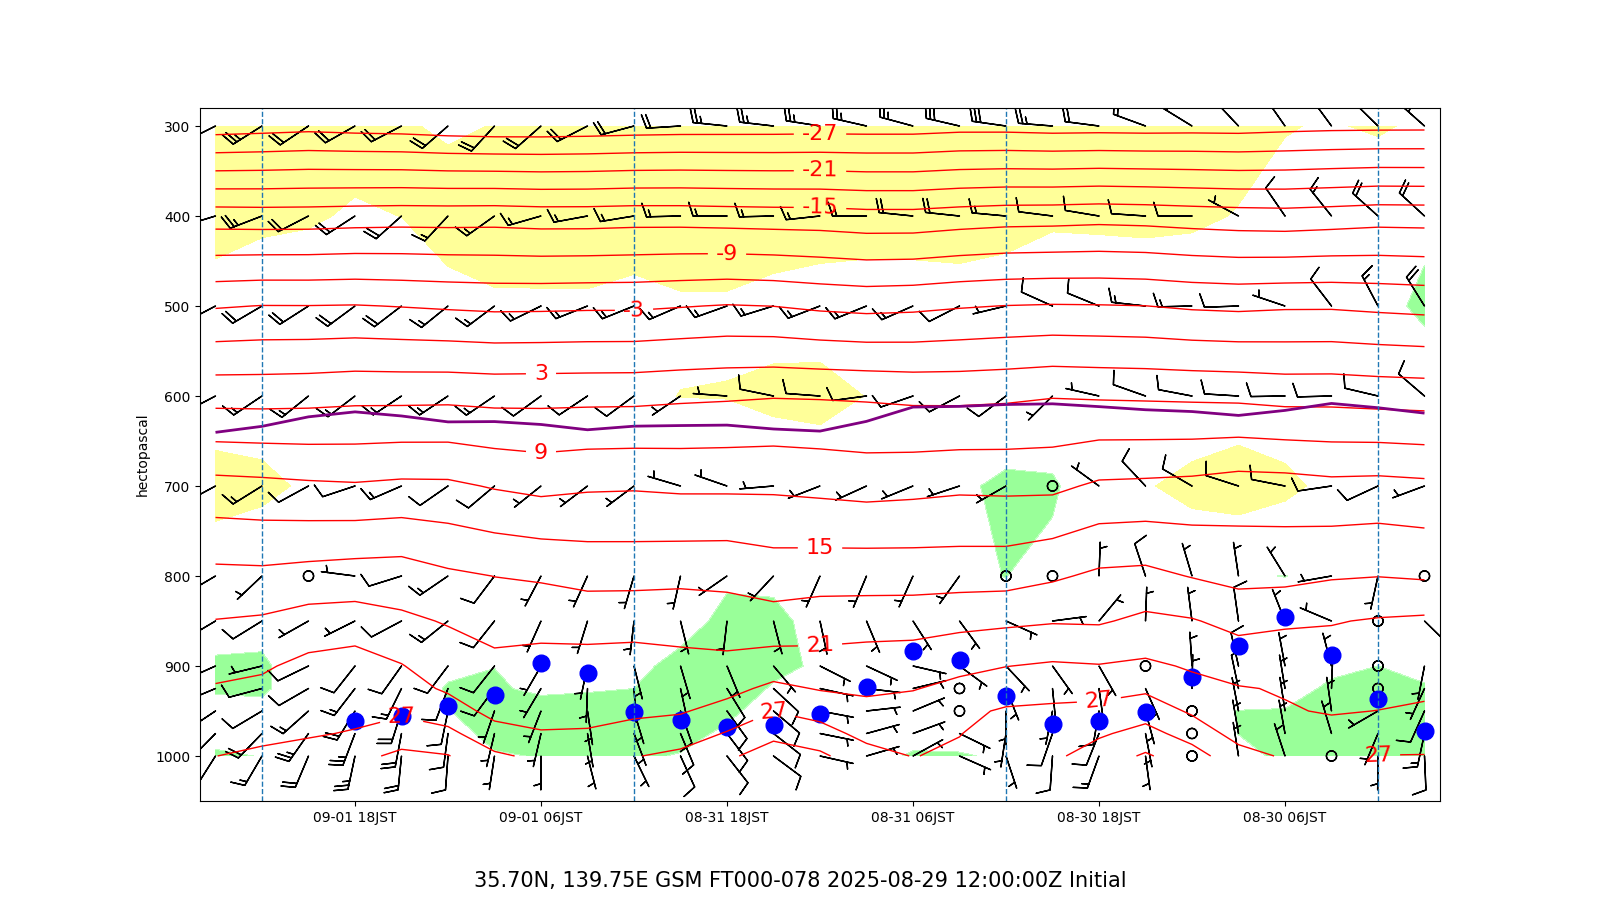 300
-27
-21
-15
400
-9
500
-3
3
600
9
hectopascal
700
15
800
21
900
27
27
27
27
1000
09-01 18JST
09-01 06JST
08-31 18JST
08-31 06JST
08-30 18JST
08-30 06JST
35.70N, 139.75E GSM FT000-078 2025-08-29 12:00:00Z Initial